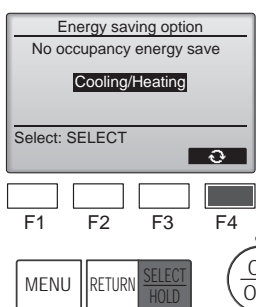 Energy saving option
No occupancy energy save
Cooling/Heating
Select: SELECT
F1 F2 F3 F4
MENU RETURN SELECT
HOLD